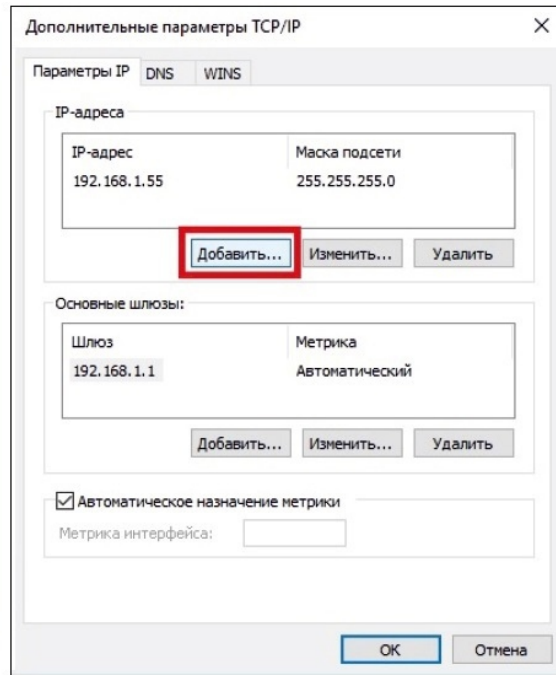 Дополнительные параметры TCP/IP
Параметры IP DNS WINS
IP-адреса
IP-адрес Маска подсети
192.168.1.55 255.255.255.0
Добавить... Изменить... Удалить
Основные шлюзы:
Шлюз Метрика
192.168.1.1 Автоматический
Добавить... Изменить... Удалить
Автоматическое назначение метрики
Метрика интерфейса:
ОК Отмена